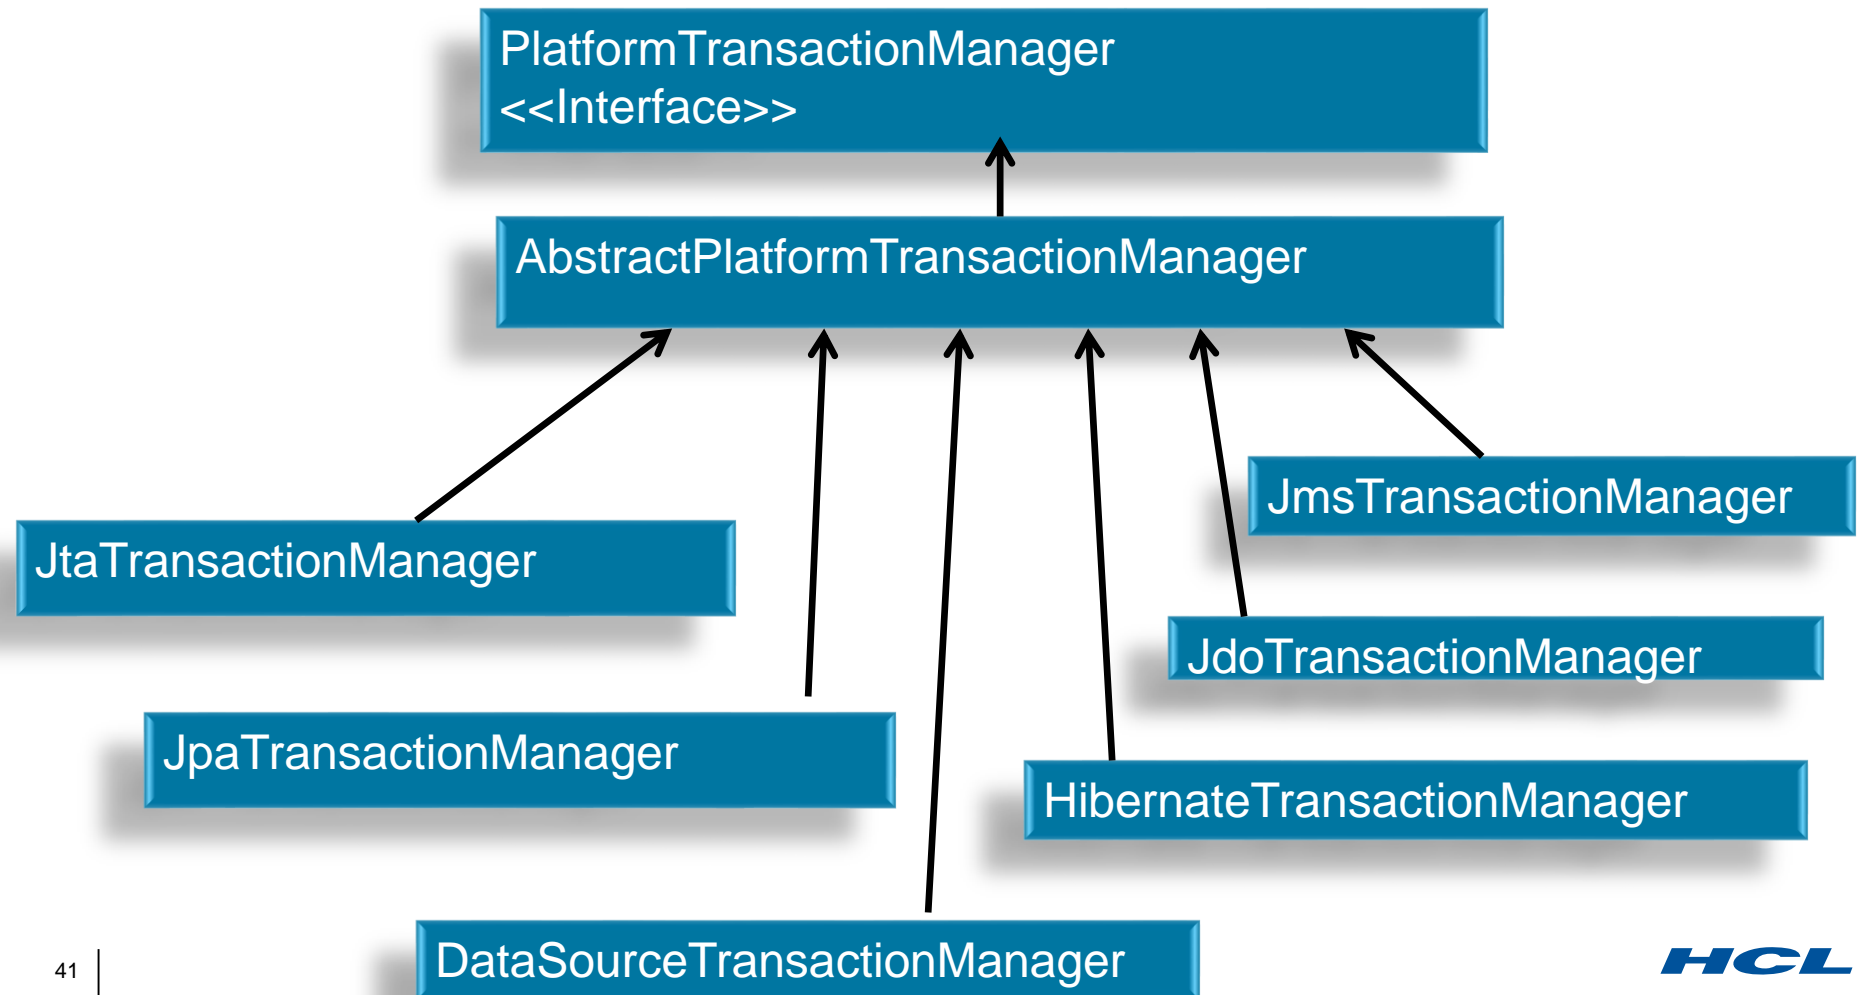 PlatformTransactionManager
<<Interface>>
AbstractPlatformTransactionManager
JmsTransactionManager
JtaTransactionManager
JdoTransactionManager
JpaTransactionManager
HibernateTransactionManager
DataSourceTransactionManager
41
HCL